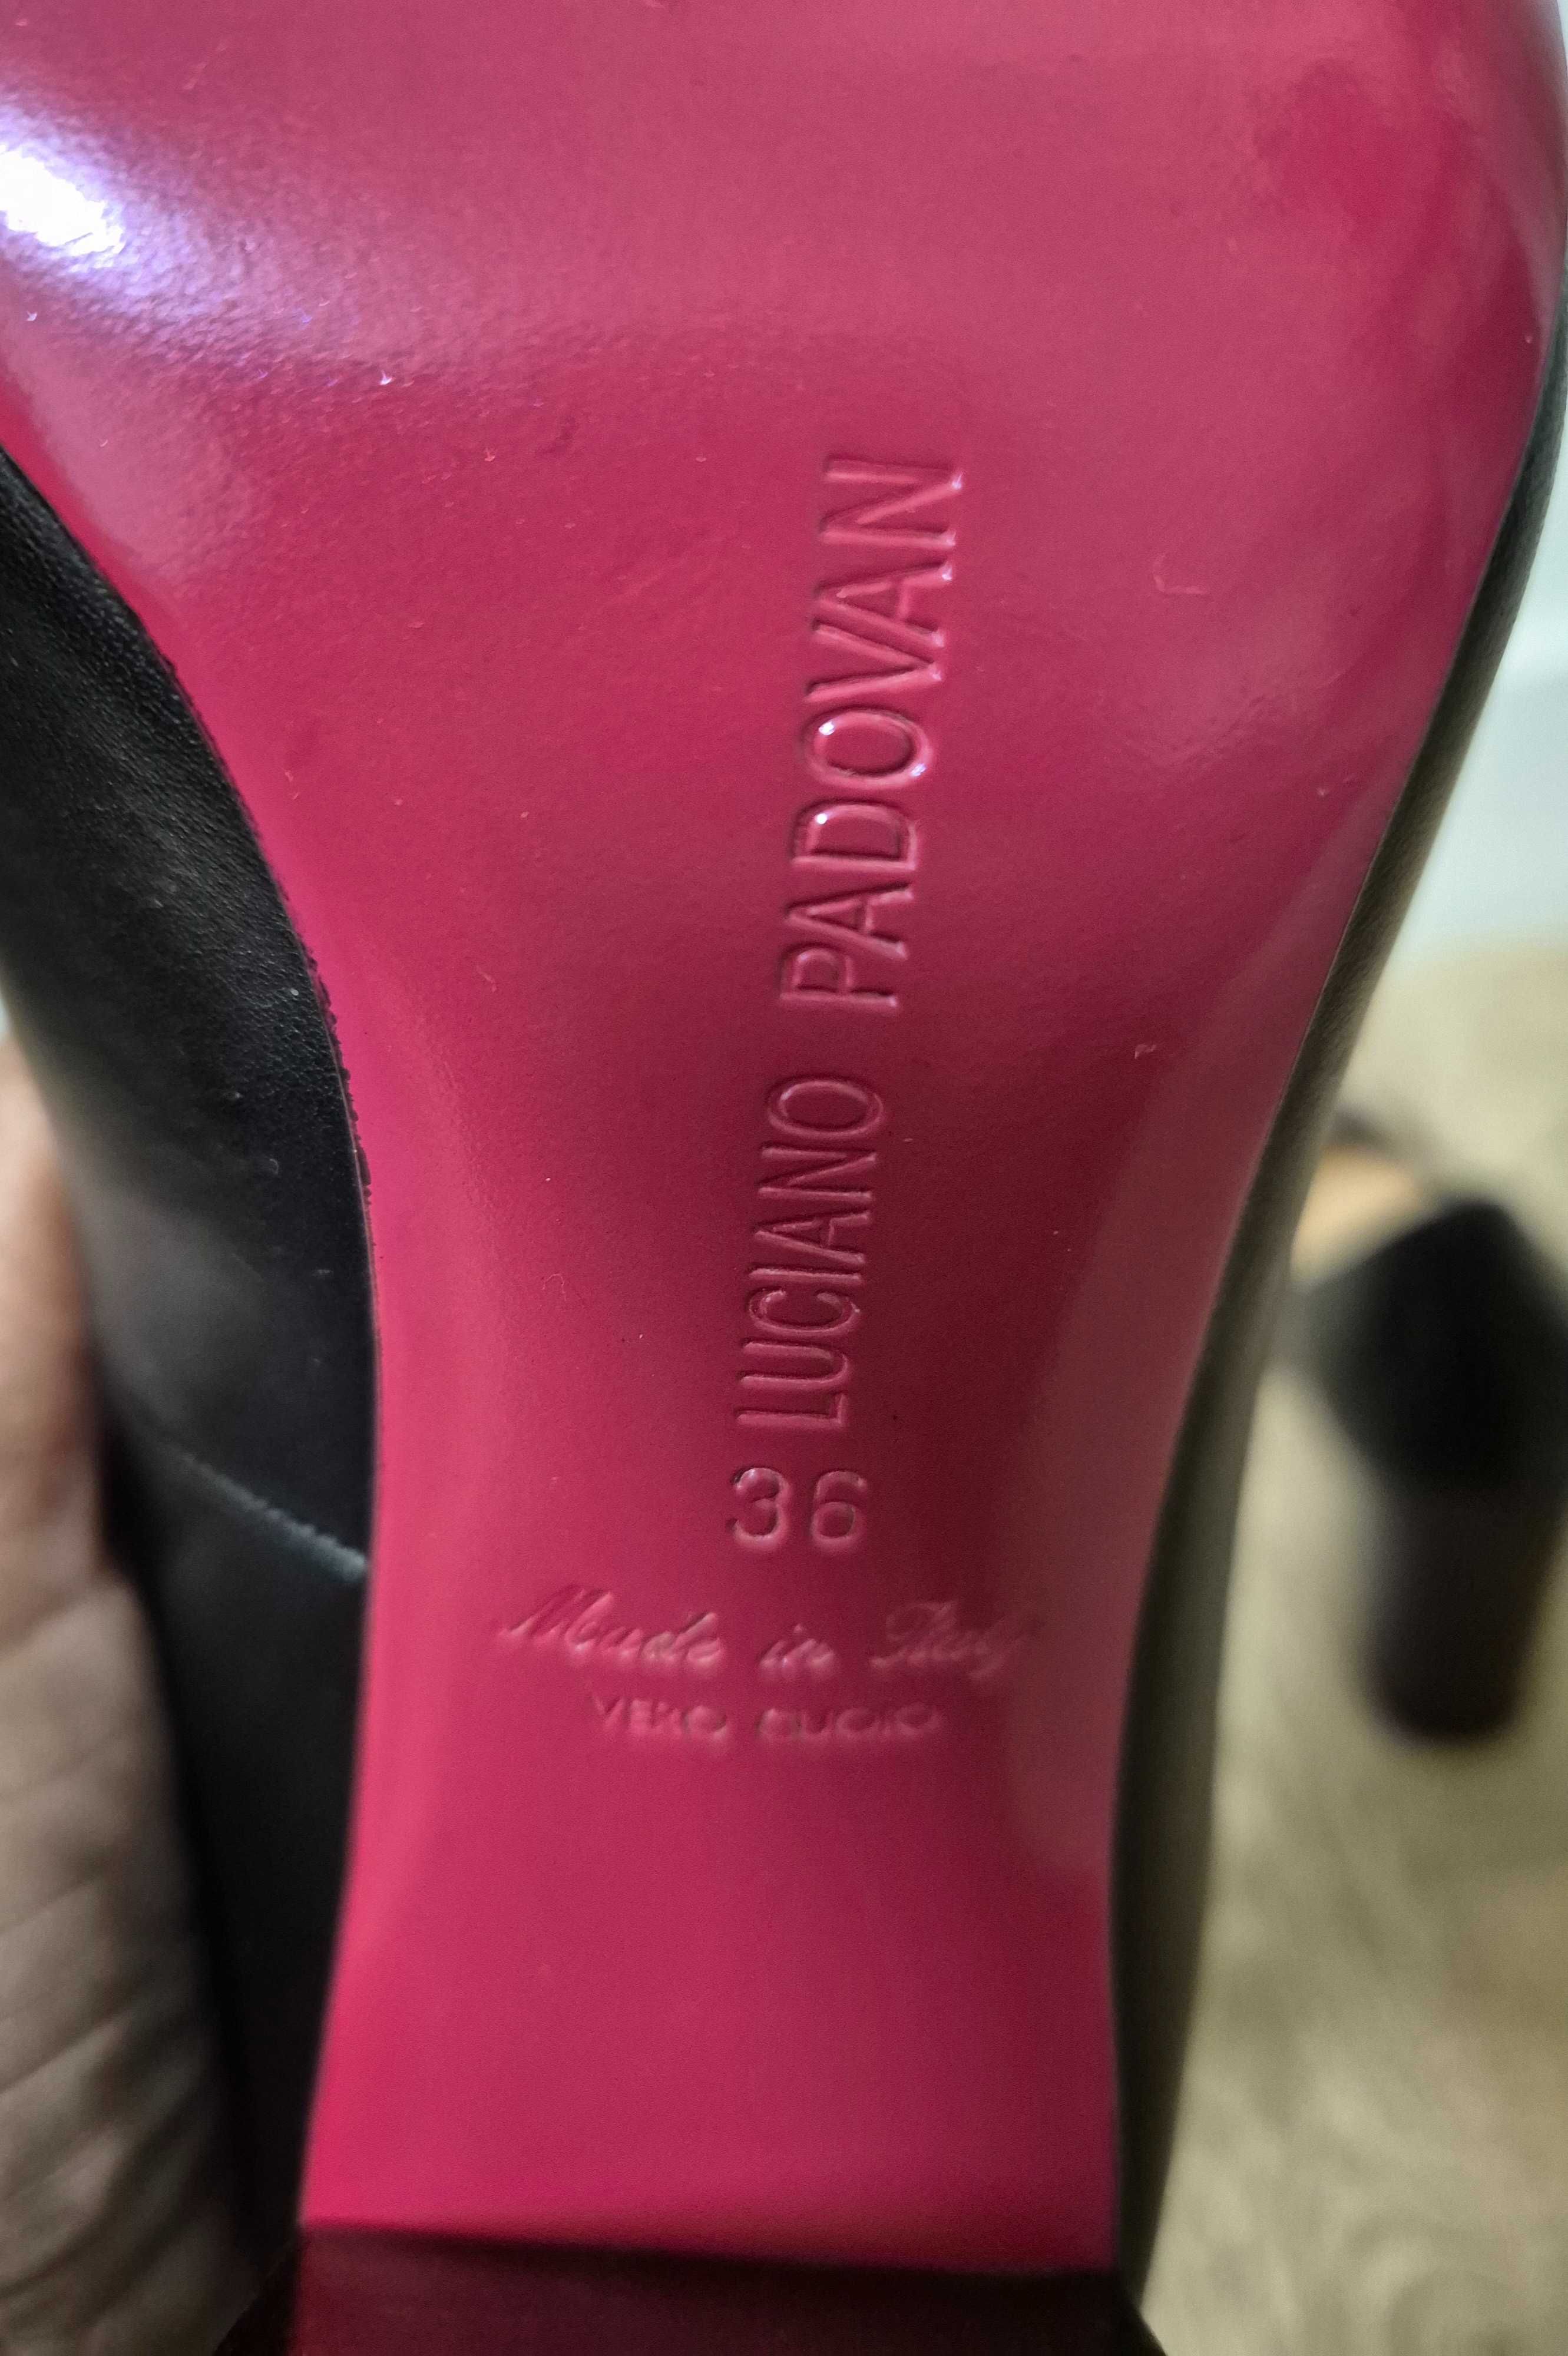 LUCIANO PADOVAN
36
Made in Italy
VERO CUOIO